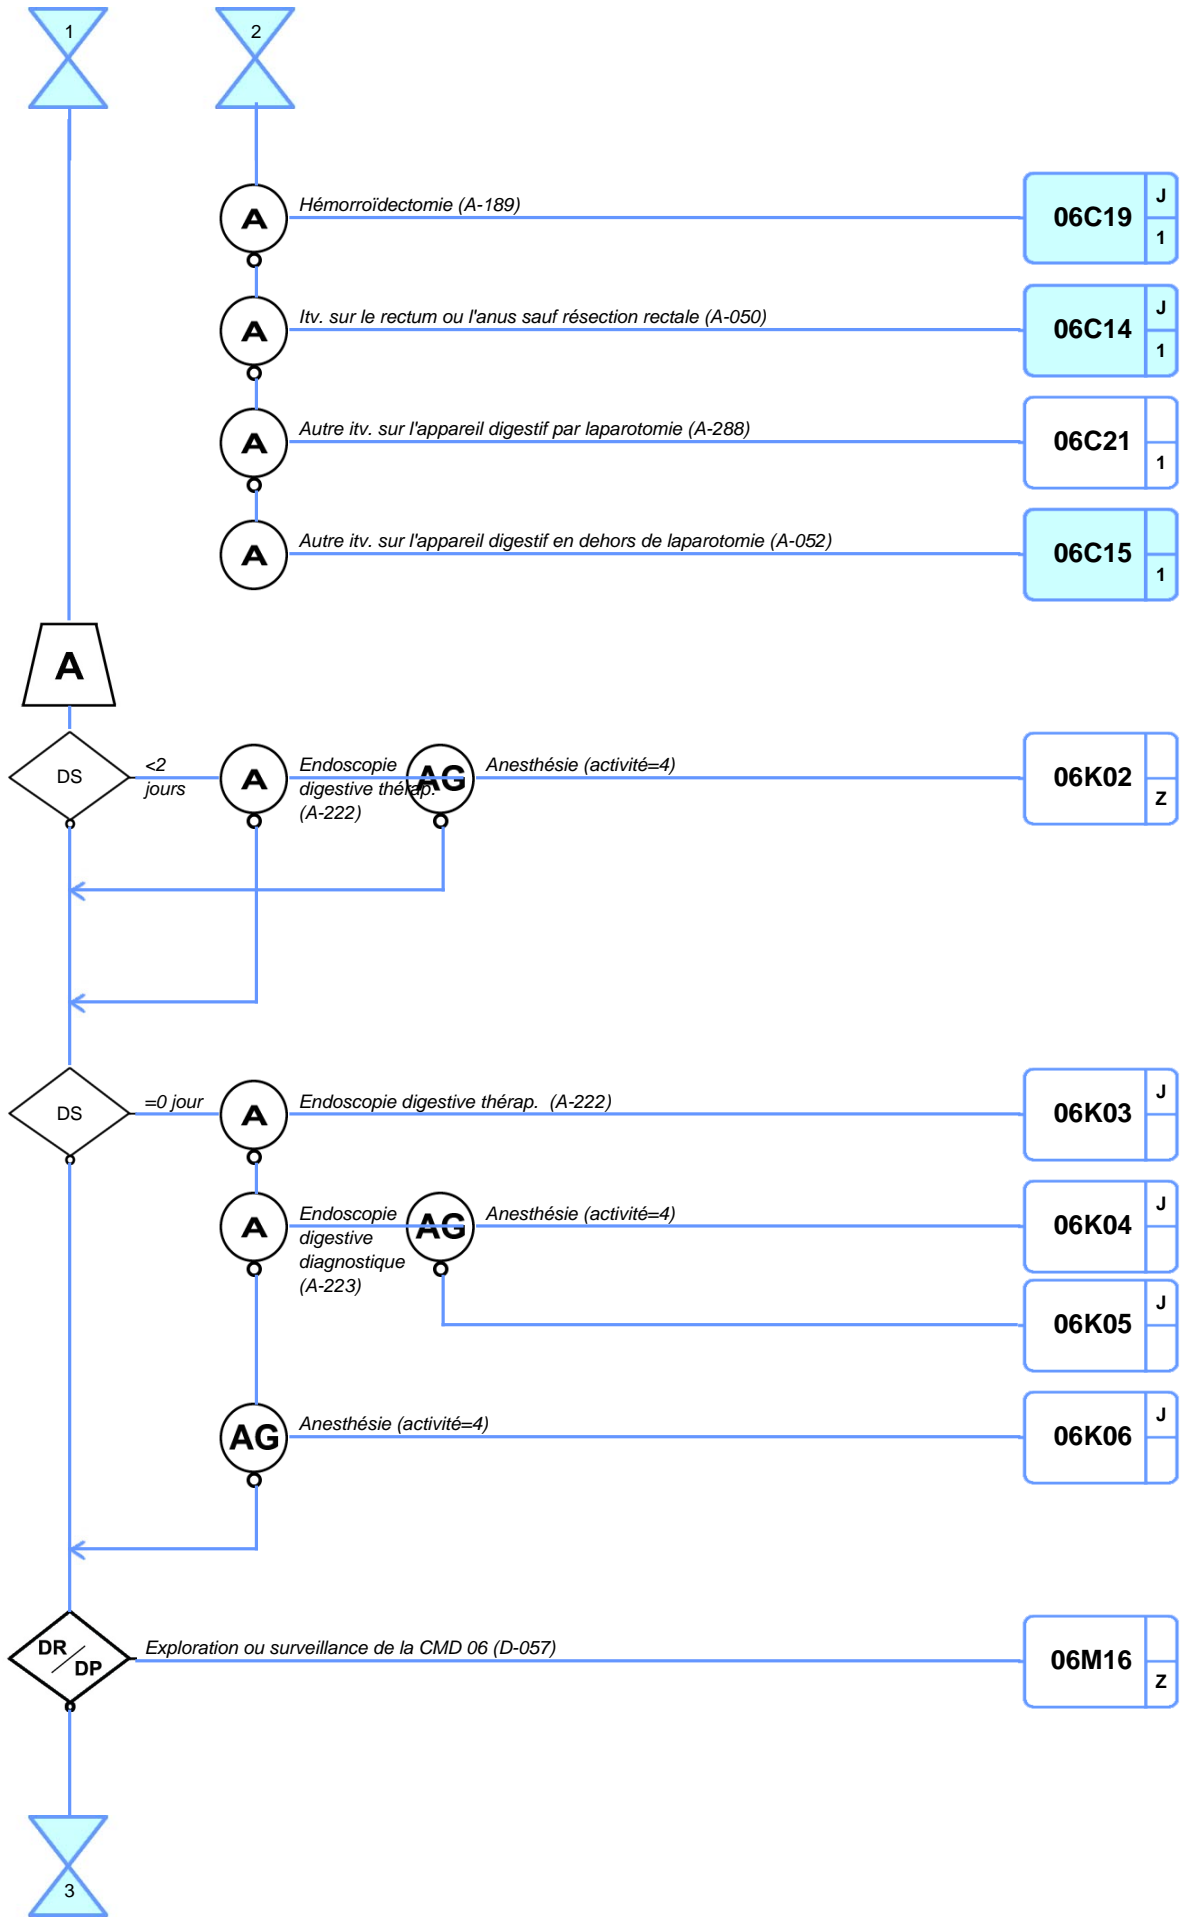 1
2
A
Hémorroïdectomie (A-189)
06C19
J
1
A
Itv. sur le rectum ou l'anus sauf résection rectale (A-050)
06C14
J
1
A
Autre itv. sur l'appareil digestif par laparotomie (A-288)
06C21
1
A
Autre itv. sur l'appareil digestif en dehors de laparotomie (A-052)
06C15
1
A
DS
<2
jours
A
Endoscopie
digestive thérap.
(A-222)
AG
Anesthésie (activité=4)
06K02
Z
DS
=0 jour
A
Endoscopie digestive thérap. (A-222)
06K03
J
A
Endoscopie
digestive
diagnostique
(A-223)
AG
Anesthésie (activité=4)
06K04
J
06K05
J
AG
Anesthésie (activité=4)
06K06
J
DR
DP
Exploration ou surveillance de la CMD 06 (D-057)
06M16
Z
3